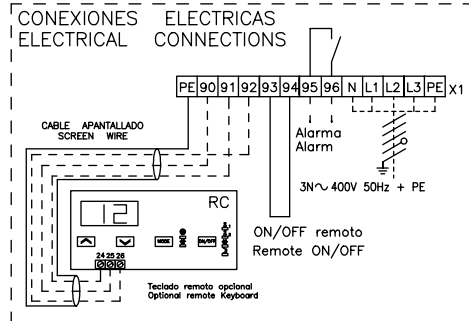 CONEXIONES ELECTRICAS
ELECTRICAL CONNECTIONS
PE 90 91 92 93 94 95 96 N L1 L2 L3 PE X1
CABLE APANTALLADO
SCREEN WIRE
Alarma
Alarm
3N~ 400V 50Hz + PE
RC
12
MODE
ON/OFF
24 25 26
ON/OFF remoto
Remote ON/OFF
Teclado remoto opcional
Optional remote Keyboard